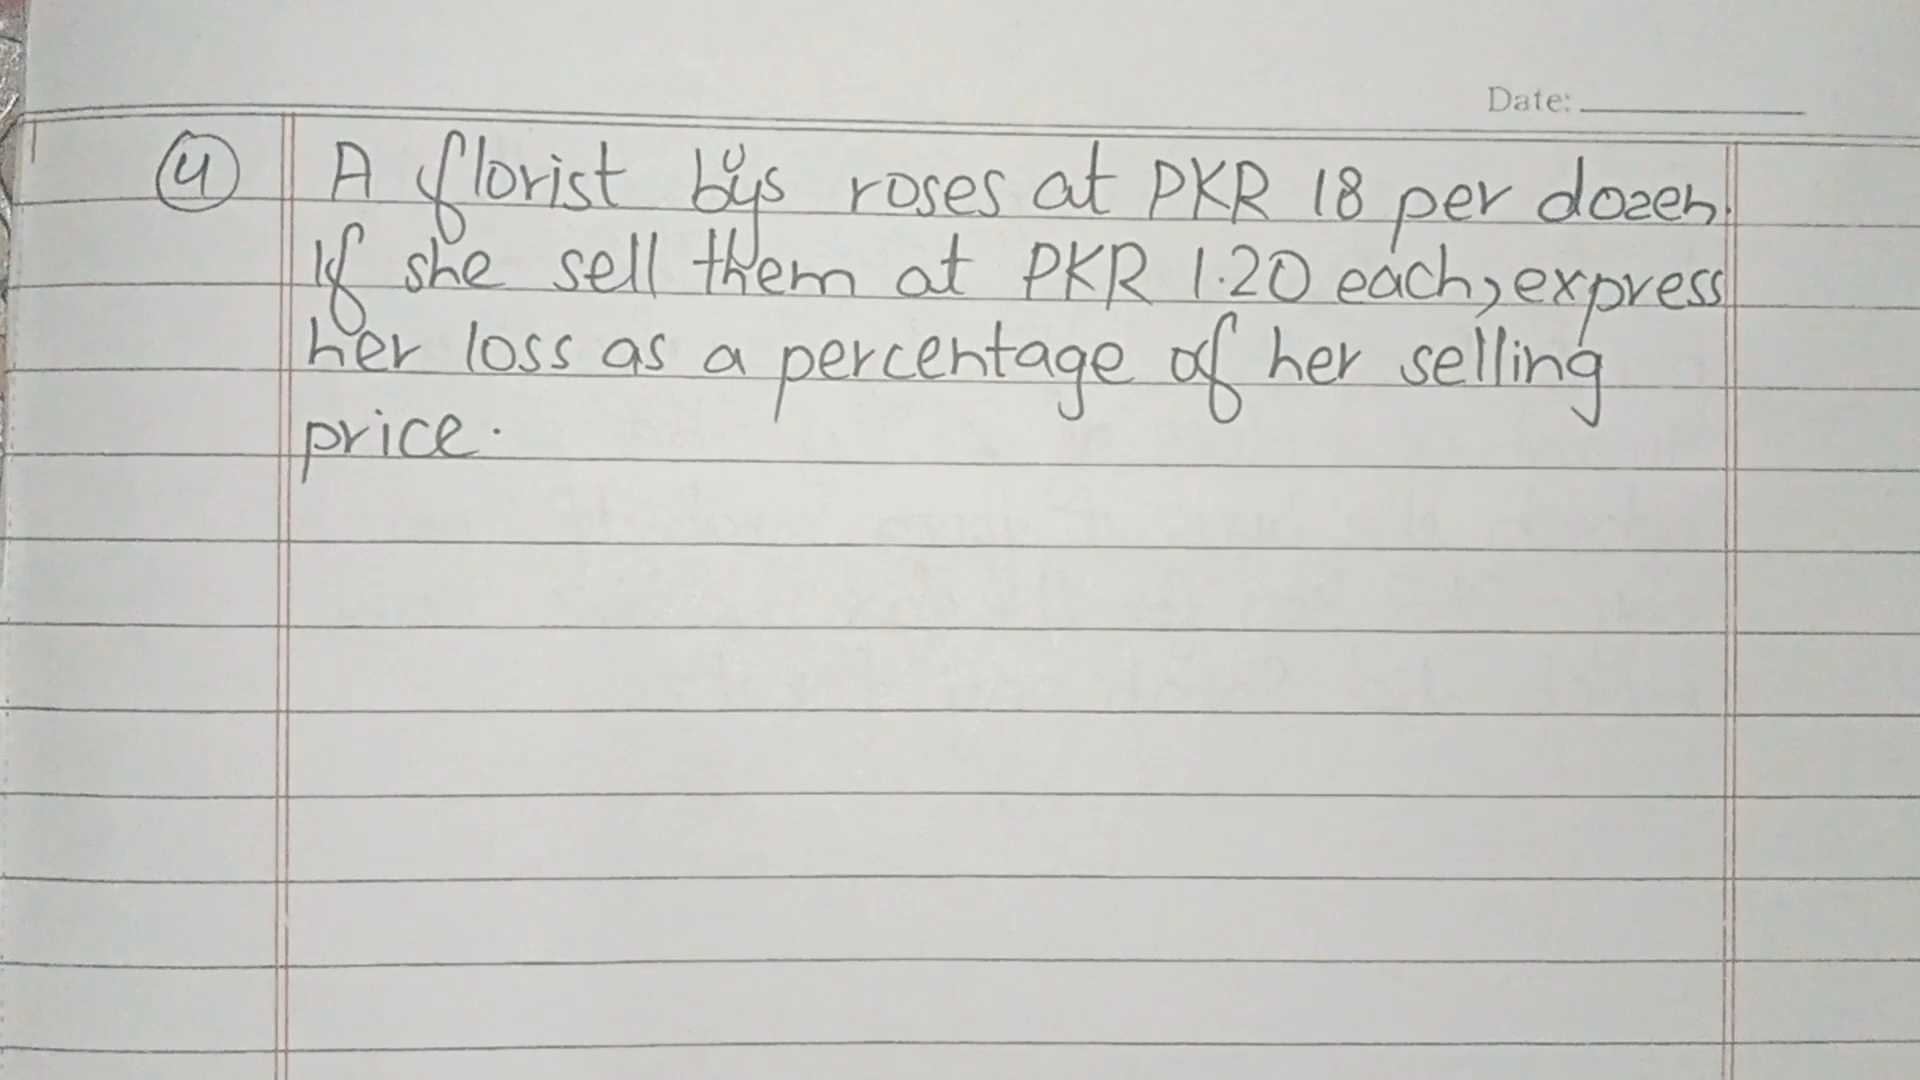 Date:
4 A florist buys roses at PKR 18 per dozen.
If she sell them at PKR 1.20 each, express
her loss as a percentage of her selling
price.